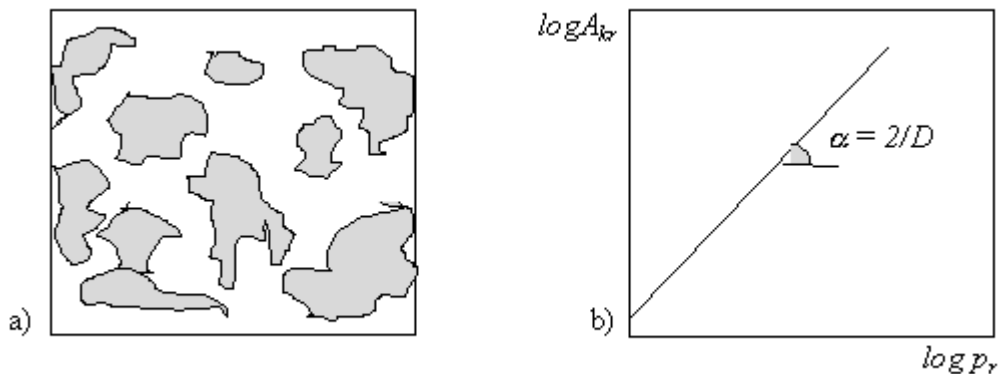 a)
logA_kr
α = 2/D
b)
log p_r